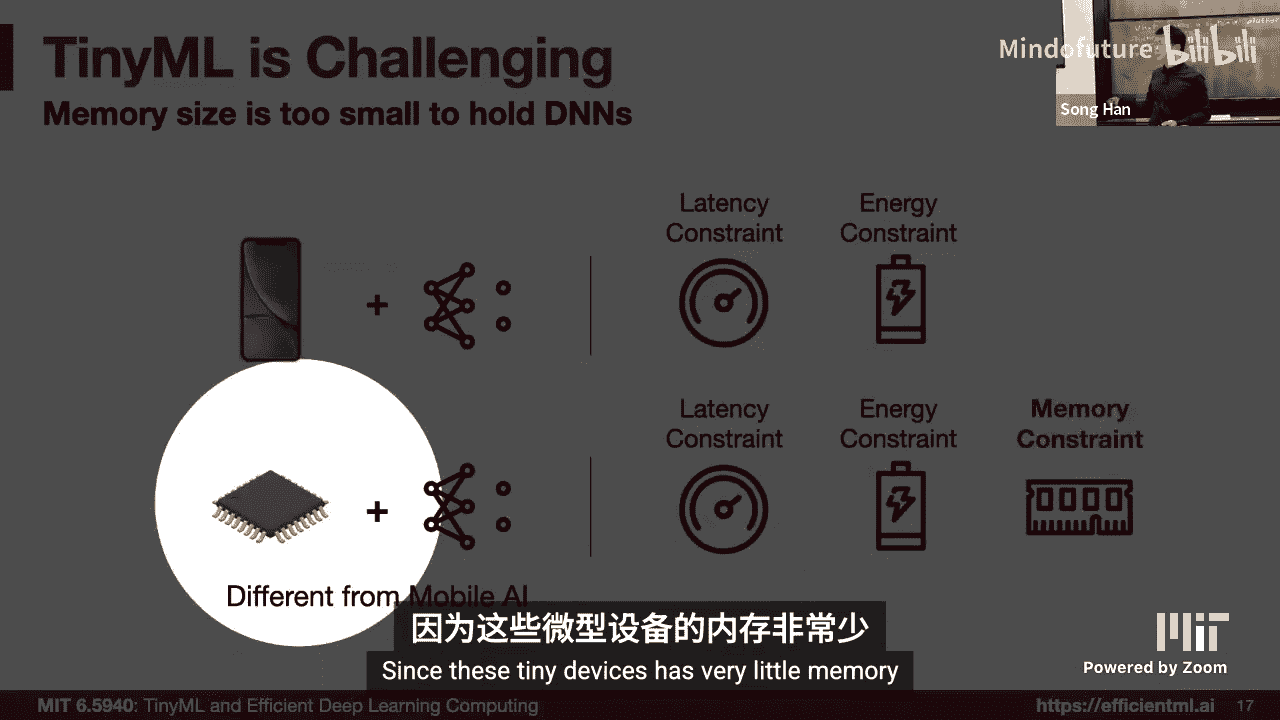 TinyML is Challenging
Memory size is too small to hold DNNs
Mindofuture bilibili
Song Han
Latency
Constraint
Energy
Constraint
+
Latency
Constraint
Energy
Constraint
Memory
Constraint
+
Different from Mobile AI
因为这些微型设备的内存非常少
Since these tiny devices has very little memory
MIT
Powered by Zoom
MIT 6.5940: TinyML and Efficient Deep Learning Computing
https://efficientml.ai
17